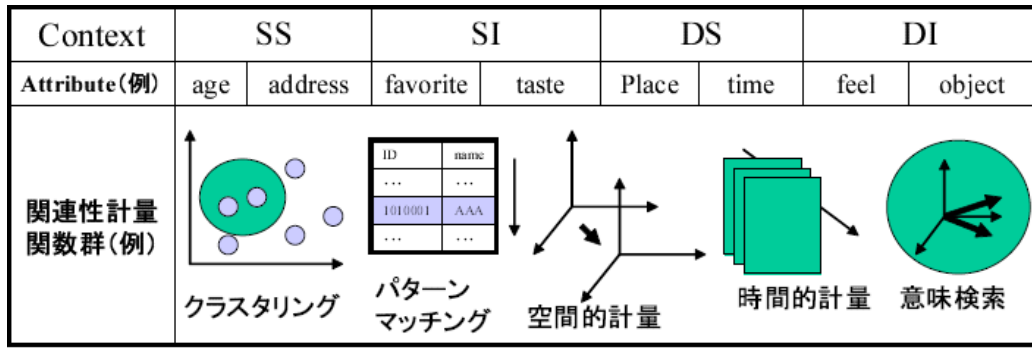 Context SS SI DS DI
Attribute(例) age address favorite taste Place time feel object
関連性計量
関数群(例)
ID name
... ...
1010001 AAA
... ...
クラスタリング
パターン
マッチング
空間的計量
時間的計量
意味検索